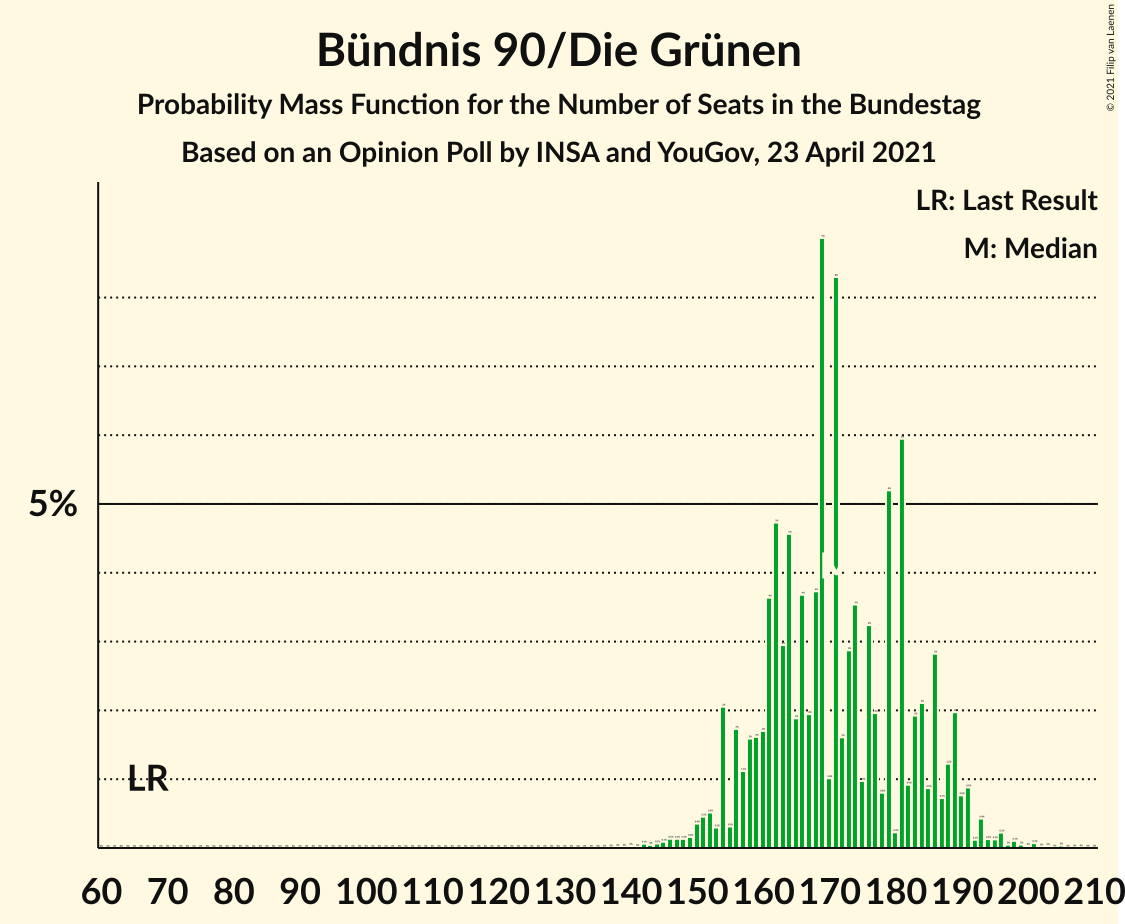 Bündnis 90/Die Grünen
Probability Mass Function for the Number of Seats in the Bundestag
Based on an Opinion Poll by INSA and YouGov, 23 April 2021
© 2021 Filip van Laenen
LR: Last Result
M: Median
5%
LR
60 70 80 90 100 110 120 130 140 150 160 170 180 190 200 210